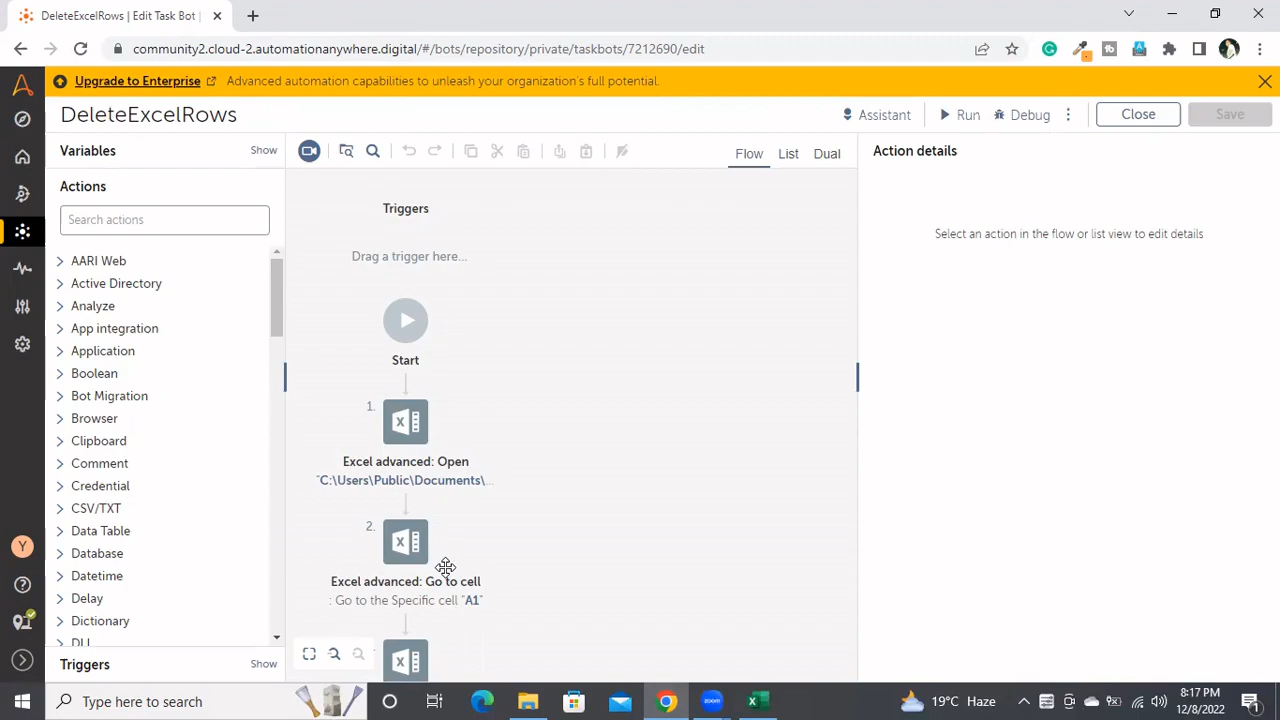 DeleteExcelRows | Edit Task Bot |
community2.cloud-2.automationanywhere.digital/#/bots/repository/private/taskbots/7212690/edit
Upgrade to Enterprise Advanced automation capabilities to unleash your organization's full potential.
DeleteExcelRows
Assistant Run Debug Close Save
Variables Show
Flow List Dual
Action details
Actions
Search actions
Select an action in the flow or list view to edit details
AARI Web
Active Directory
Analyze
App integration
Application
Boolean
Bot Migration
Browser
Clipboard
Comment
Credential
CSV/TXT
Data Table
Database
Datetime
Delay
Dictionary
DLL
Triggers Show
Triggers
Drag a trigger here...
Start
1.
Excel advanced: Open
"C:\Users\Public\Documents\...
2.
Excel advanced: Go to cell
: Go to the Specific cell "A1"
Y
Type here to search
zoom
19°C Haze
8:17 PM
12/8/2022
1